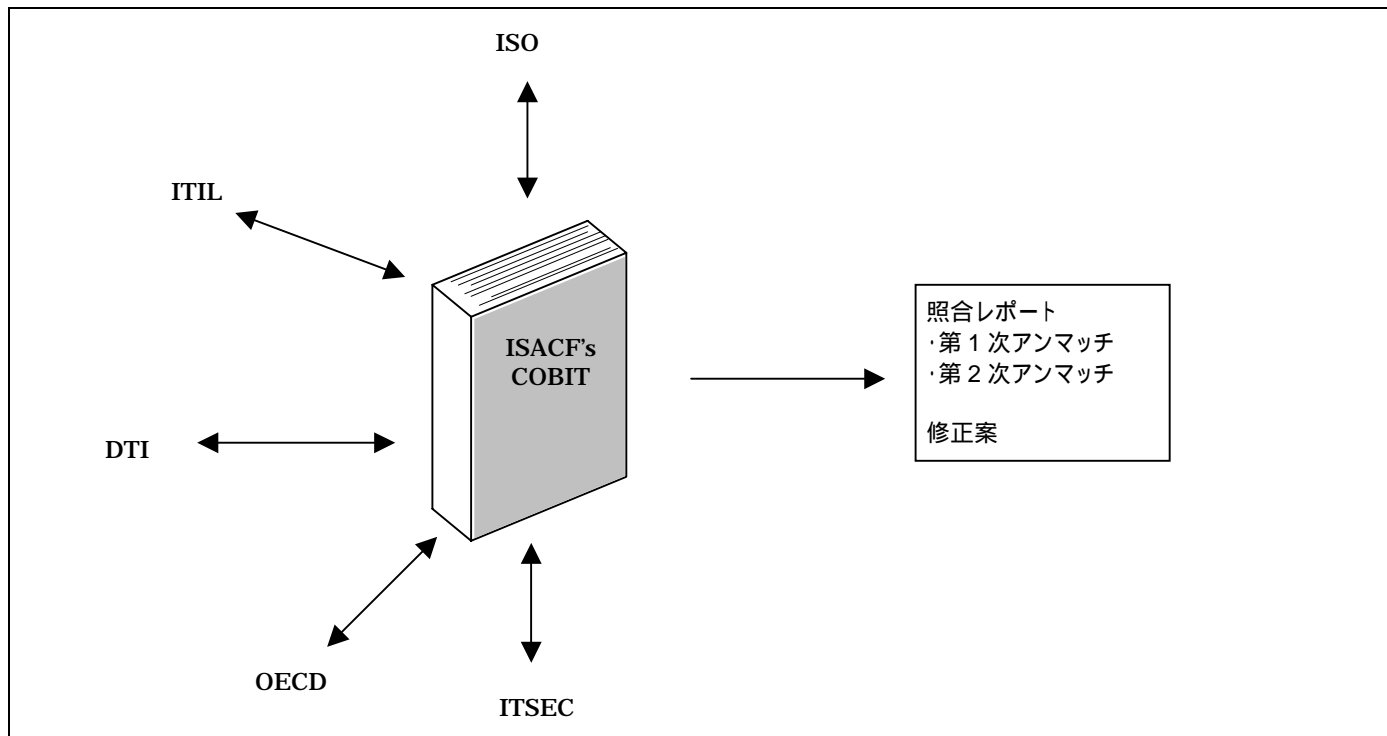 ISO
ITIL
ISACF's
COBIT
照合レポート
・第1次アンマッチ
・第2次アンマッチ
修正案
DTI
OECD
ITSEC